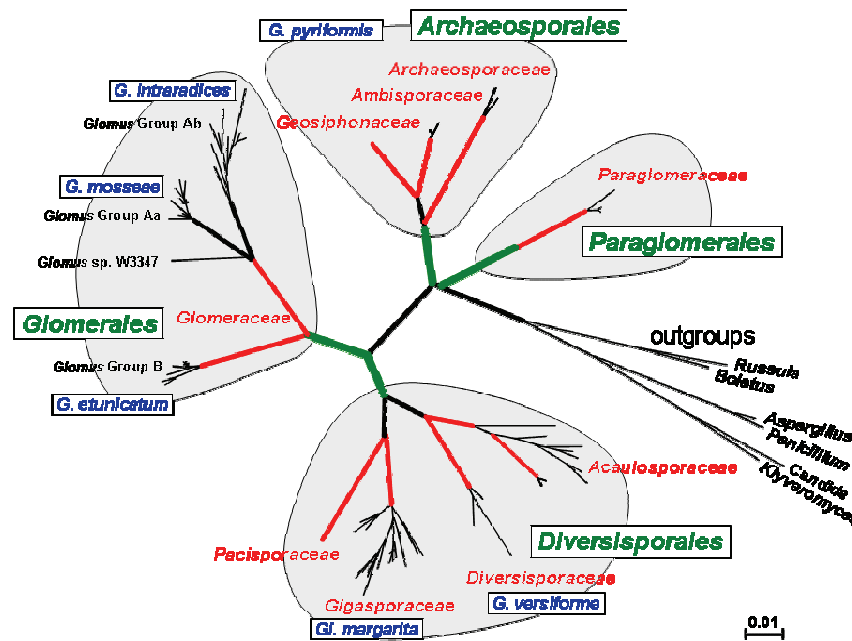 G. pyriformis
Archaeosporales
Archaeosporaceae
Ambisporaceae
Geosiphonaceae
G. intraradices
Glomus Group Ab
G. mosseae
Glomus Group Aa
Glomus sp. W3347
Glomerales
Glomeraceae
Glomus Group B
G. etunicatum
Paraglomeraceae
Paraglomerales
outgroups
Russula
Boletus
Aspergillus
Penicillium
Candida
Klyveromyces
Acaulosporaceae
Diversisporales
Pacisporaceae
Diversisporaceae
G. versiforme
Gigasporaceae
Gi. margarita
0.01